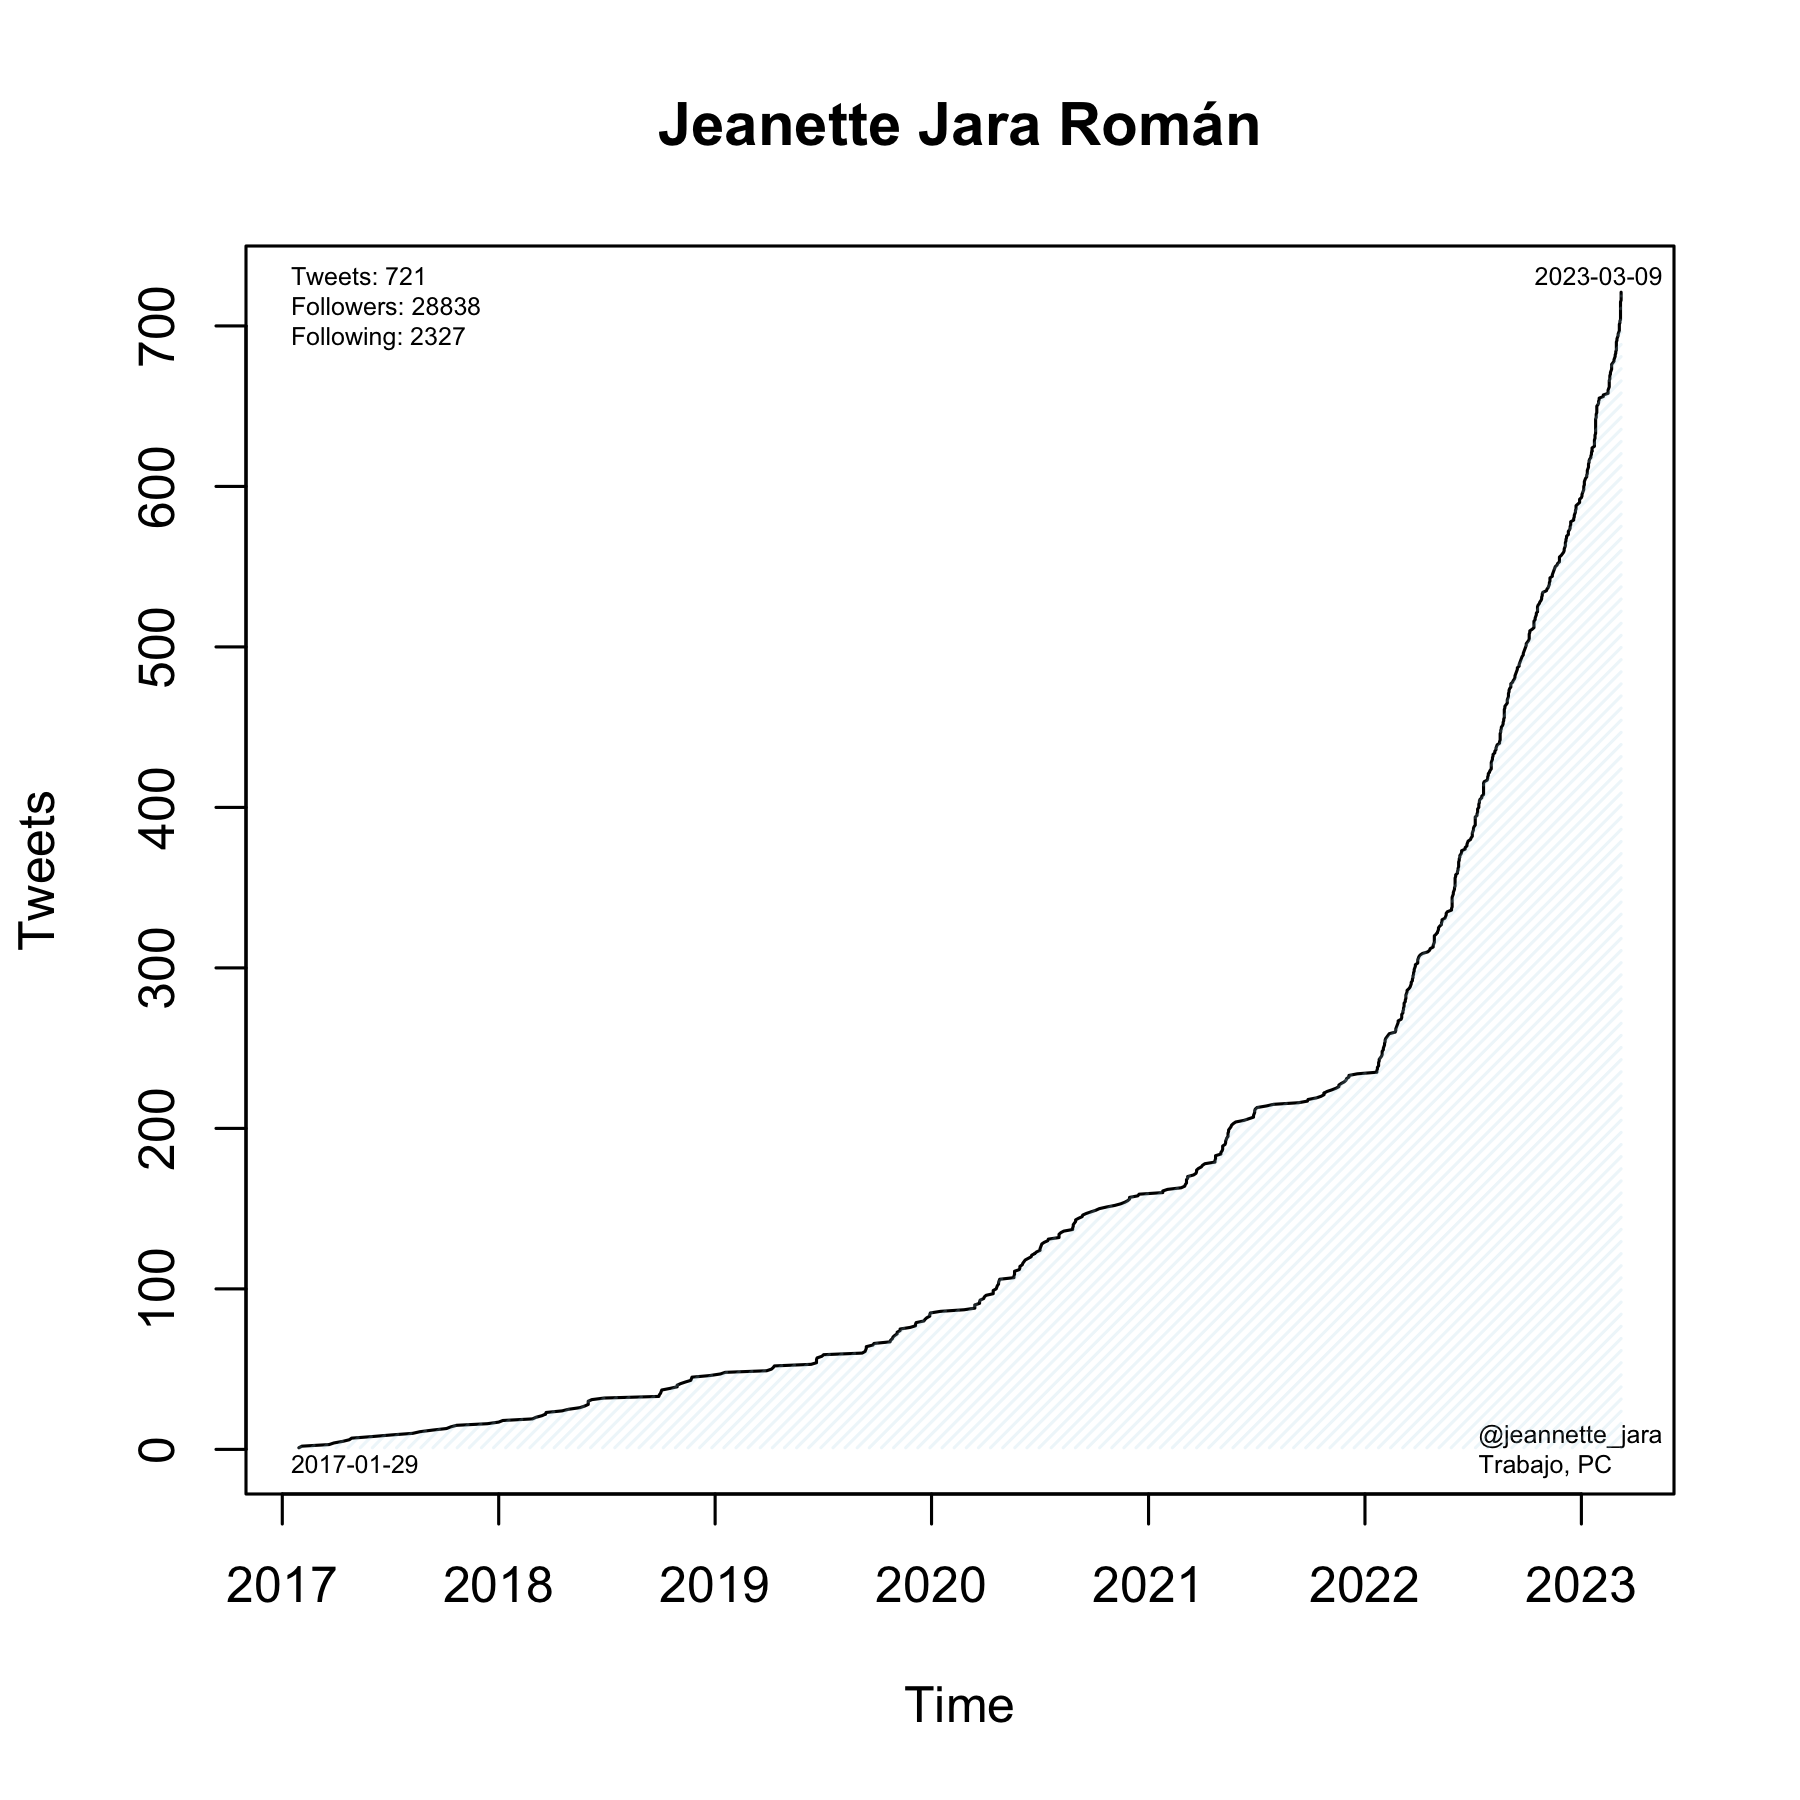 Jeanette Jara Román
Tweets: 721
Followers: 28838
Following: 2327
2023-03-09
Tweets
700
600
500
400
300
200
100
0
2017-01-29
@jeannette_jara
Trabajo, PC
2017 2018 2019 2020 2021 2022 2023
Time